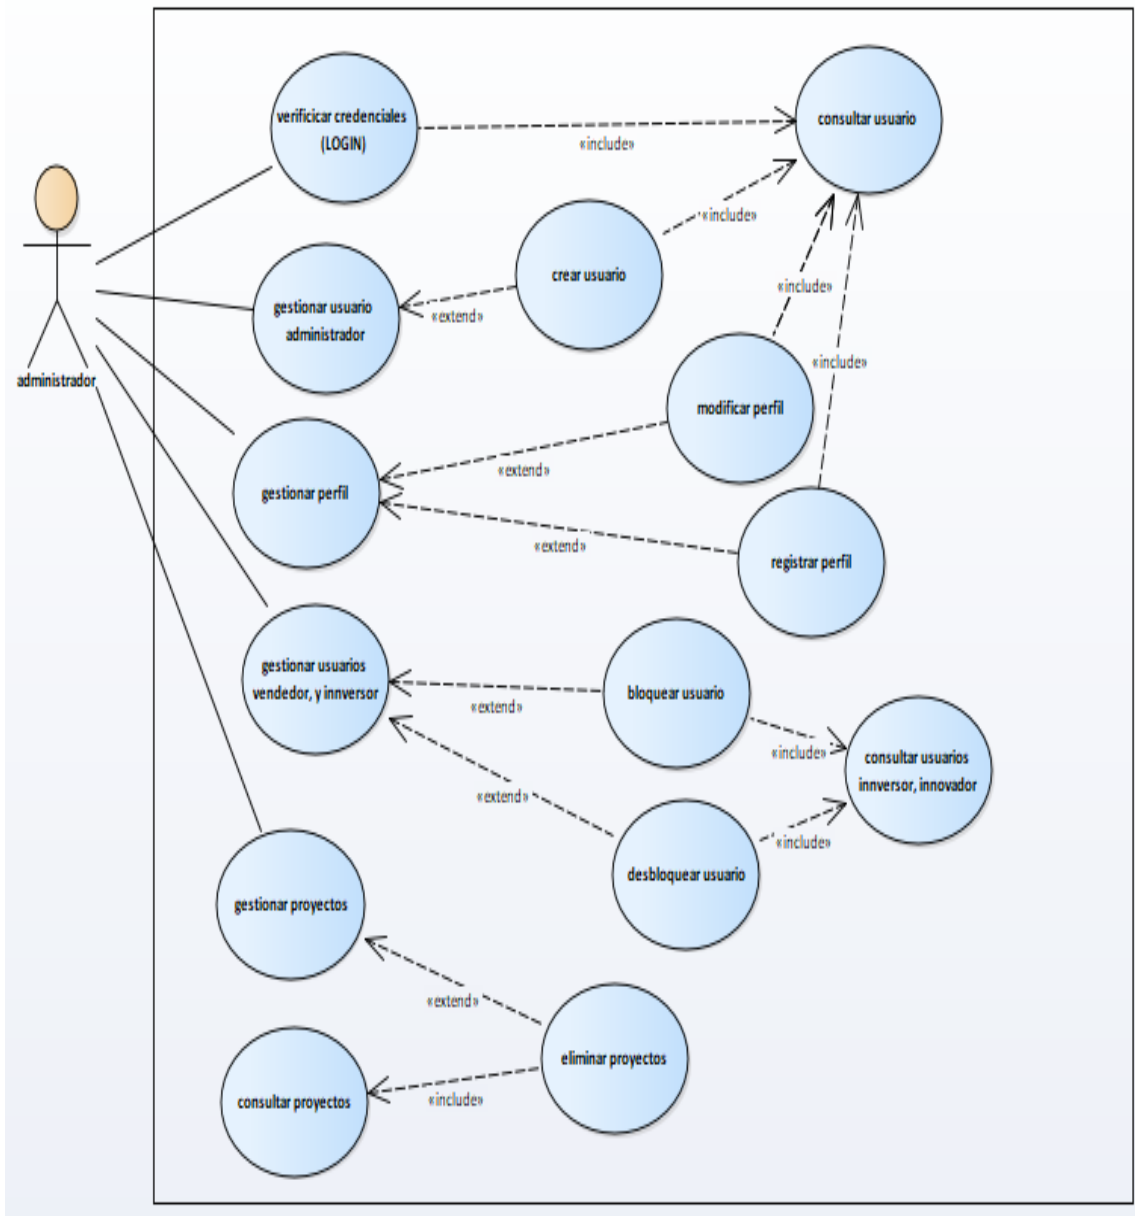 verificicar credenciales
(LOGIN)
consultar usuario
«include»
«include»
crear usuario
gestionar usuario
administrador
«extend»
«include»
administrador
«include»
modificar perfil
«extend»
gestionar perfil
«extend»
registrar perfil
gestionar usuarios
vendedor, y innversor
bloquear usuario
«extend»
«include»
consultar usuarios
innversor, innovador
«extend»
«include»
desbloquear usuario
gestionar proyectos
«extend»
eliminar proyectos
consultar proyectos
«include»